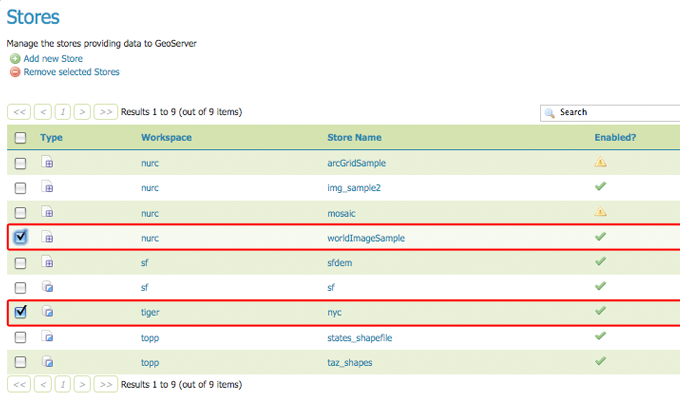 Stores
Manage the stores providing data to GeoServer
Add new Store
Remove selected Stores
<< < 1 > >> Results 1 to 9 (out of 9 items) Search
Type Workspace Store Name Enabled?
nurc arcGridSample
nurc img_sample2
nurc mosaic
nurc worldImageSample
sf sfdem
sf sf
tiger nyc
topp states_shapefile
topp taz_shapes
<< < 1 > >> Results 1 to 9 (out of 9 items)